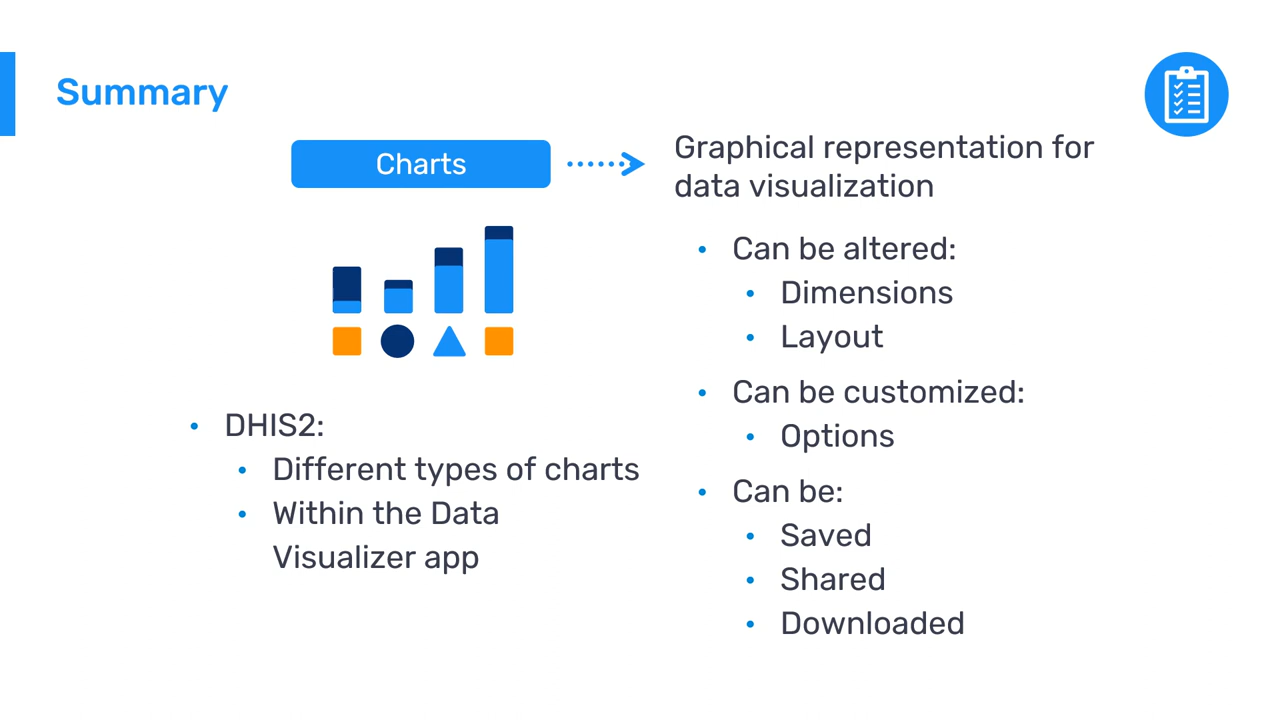 Summary
Charts
Graphical representation for
data visualization
• Can be altered:
• Dimensions
• Layout
• Can be customized:
• Options
• Can be:
• Saved
• Shared
• Downloaded
• DHIS2:
• Different types of charts
• Within the Data
Visualizer app